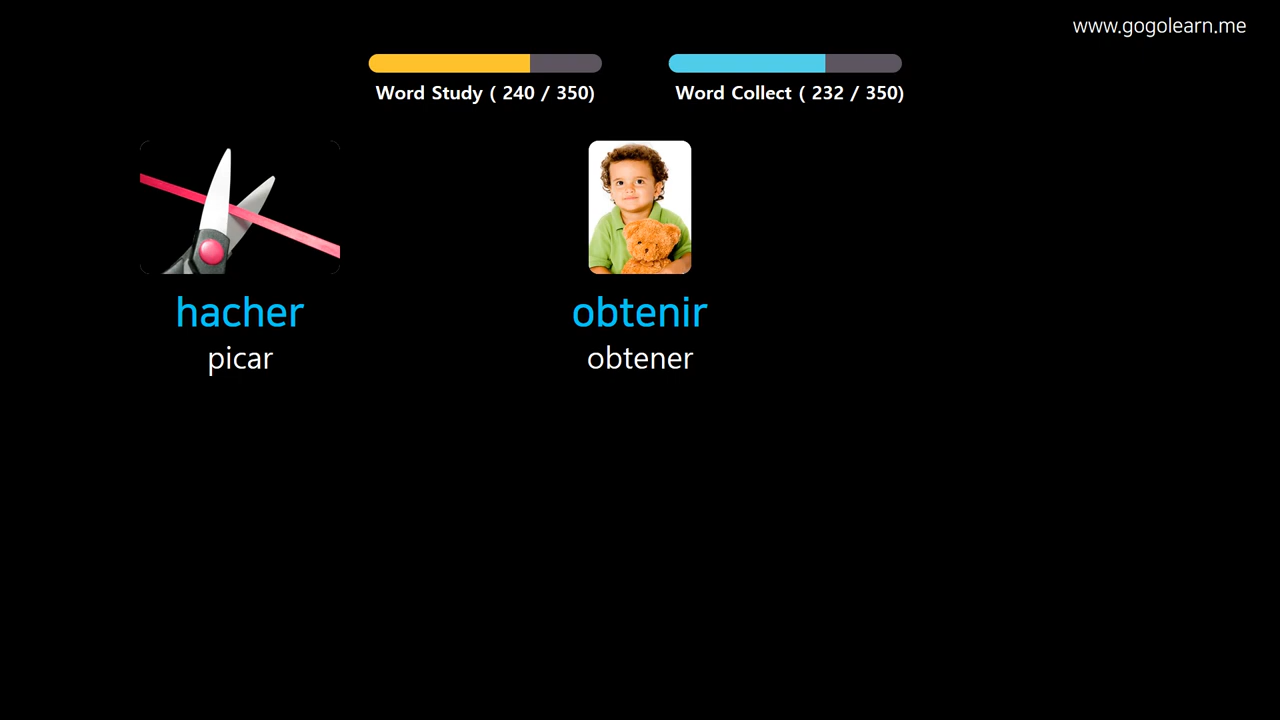 www.gogolearn.me
Word Study ( 240 / 350)
Word Collect ( 232 / 350)
hacher
picar
obtenir
obtener